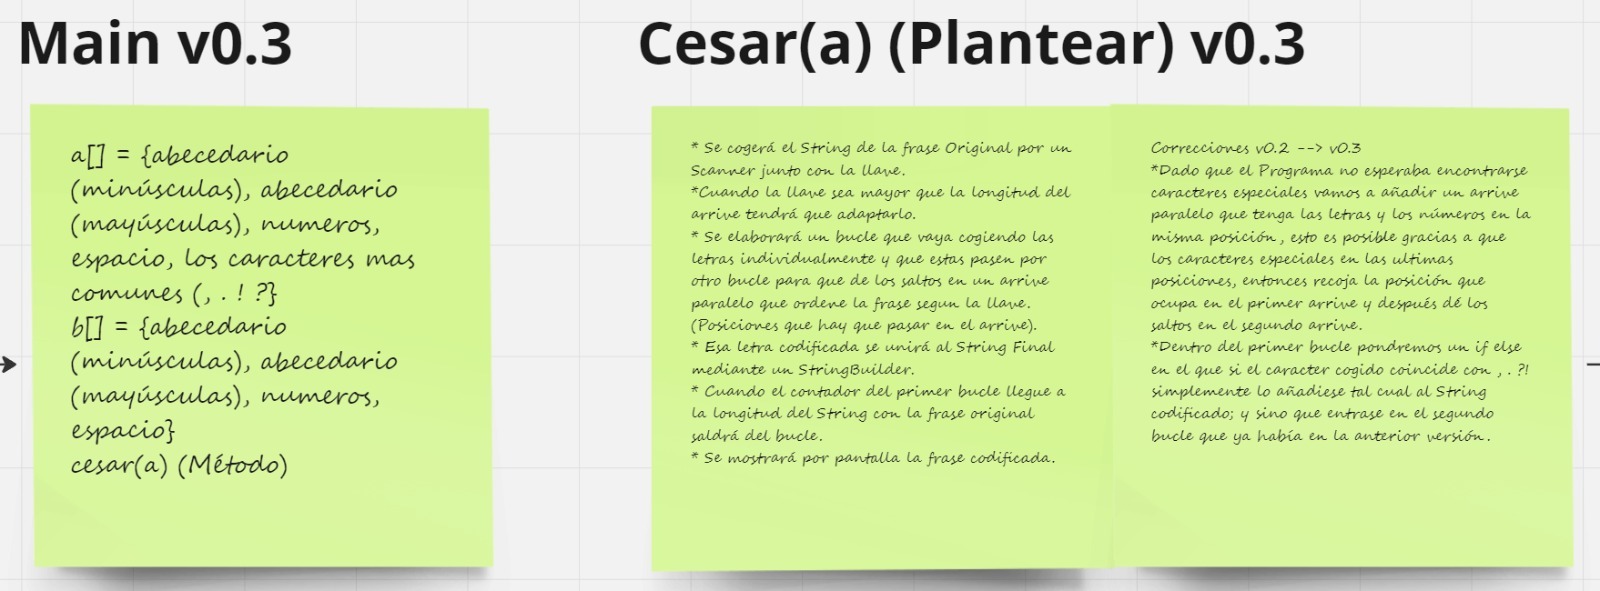 Main v0.3
a[] = {abecedario
(minúsculas), abecedario
(mayúsculas), numeros,
espacio, los caracteres mas
comunes (, . ! ?}
b[] = {abecedario
(minúsculas), abecedario
(mayúsculas), numeros,
espacio}
cesar(a) (Método)
Cesar(a) (Plantear) v0.3
* Se cogerá el String de la frase Original por un
Scanner junto con la llave.
*Cuando la llave sea mayor que la longitud del
arrive tendrá que adaptarlo.
* Se elaborará un bucle que vaya cogiendo las
letras individualmente y que estas pasen por
otro bucle para que de los saltos en un arrive
paralelo que ordene la frase segun la llave.
(Posiciones que hay que pasar en el arrive).
* Esa letra codificada se unirá al String Final
mediante un StringBuilder.
* Cuando el contador del primer bucle llegue a
la longitud del String con la frase original
saldrá del bucle.
* Se mostrará por pantalla la frase codificada.
Correcciones v0.2 --> v0.3
*Dado que el Programa no esperaba encontrarse
caracteres especiales vamos a añadir un arrive
paralelo que tenga las letras y los números en la
misma posición , esto es posible gracias a que
los caracteres especiales en las ultimas
posiciones, entonces recoja la posición que
ocupa en el primer arrive y después dé los
saltos en el segundo arrive.
*Dentro del primer bucle pondremos un if else
en el que si el caracter cogido coincide con , . ?!
simplemente lo añadiese tal cual al String
codificado; y sino que entrase en el segundo
bucle que ya había en la anterior versión.